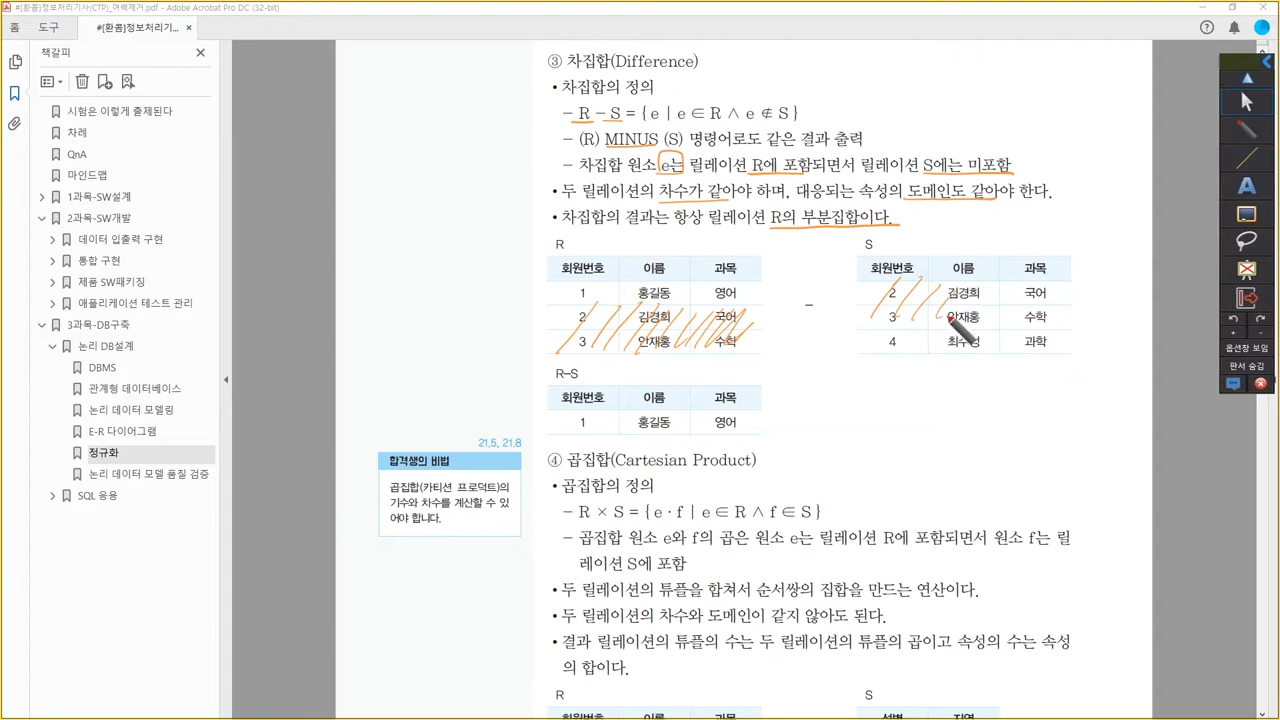 #[환콤]정보처리기사(CTP)_여백제거.pdf - Adobe Acrobat Pro DC (32-bit)
홈 도구 #[환콤]정보처리기... ×
책갈피
시험은 이렇게 출제된다
차례
QnA
마인드맵
1과목-SW설계
2과목-SW개발
데이터 입출력 구현
통합 구현
제품 SW패키징
애플리케이션 테스트 관리
3과목-DB구축
논리 DB설계
DBMS
관계형 데이터베이스
논리 데이터 모델링
E-R 다이어그램
정규화
논리 데이터 모델 품질 검증
SQL 응용
③ 차집합(Difference)
• 차집합의 정의
− R − S = { e | e ∈ R ∧ e ∉ S }
− (R) MINUS (S) 명령어로도 같은 결과 출력
− 차집합 원소 e는 릴레이션 R에 포함되면서 릴레이션 S에는 미포함
• 두 릴레이션의 차수가 같아야 하며, 대응되는 속성의 도메인도 같아야 한다.
• 차집합의 결과는 항상 릴레이션 R의 부분집합이다.
R
회원번호 이름 과목
1 홍길동 영어
2 김경희 국어
3 안재홍 수학
−
S
회원번호 이름 과목
2 김경희 국어
3 안재홍 수학
4 과학
R−S
회원번호 이름 과목
1 홍길동 영어
21.5, 21.8
합격생의 비법
곱집합(카티션 프로덕트)의
가수와 차수를 계산할 수 있
어야 합니다.
④ 곱집합(Cartesian Product)
• 곱집합의 정의
− R × S = { e · f | e ∈ R ∧ f ∈ S }
− 곱집합 원소 e와 f의 곱은 원소 e는 릴레이션 R에 포함되면서 원소 f는 릴
레이션 S에 포함
• 두 릴레이션의 튜플을 합쳐서 순서쌍의 집합을 만드는 연산이다.
• 두 릴레이션의 차수와 도메인이 같지 않아도 된다.
• 결과 릴레이션의 튜플의 수는 두 릴레이션의 튜플의 곱이고 속성의 수는 속성
의 합이다.
R
S
성별 지역
옵션창 보임
판서 숨김